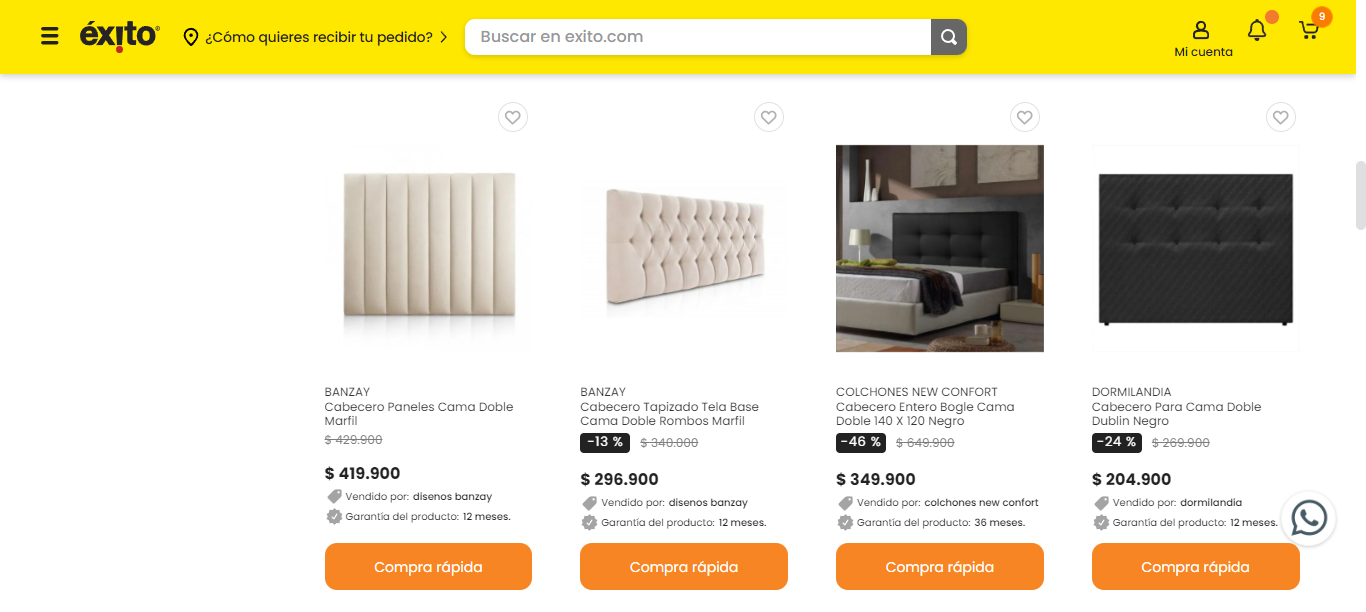 éxito
¿Cómo quieres recibir tu pedido?
Buscar en exito.com
Mi cuenta
9
BANZAY
Cabecero Paneles Cama Doble
Marfil
$ 429.900
$ 419.900
Vendido por: disenos banzay
Garantía del producto: 12 meses.
Compra rápida
BANZAY
Cabecero Tapizado Tela Base
Cama Doble Rombos Marfil
-13 % $ 340.000
$ 296.900
Vendido por: disenos banzay
Garantía del producto: 12 meses.
Compra rápida
COLCHONES NEW CONFORT
Cabecero Entero Bogle Cama
Doble 140 X 120 Negro
-46 % $ 649.900
$ 349.900
Vendido por: colchones new confort
Garantía del producto: 36 meses.
Compra rápida
DORMILANDIA
Cabecero Para Cama Doble
Dublín Negro
-24 % $ 269.900
$ 204.900
Vendido por: dormilandia
Garantía del producto: 12 meses.
Compra rápida